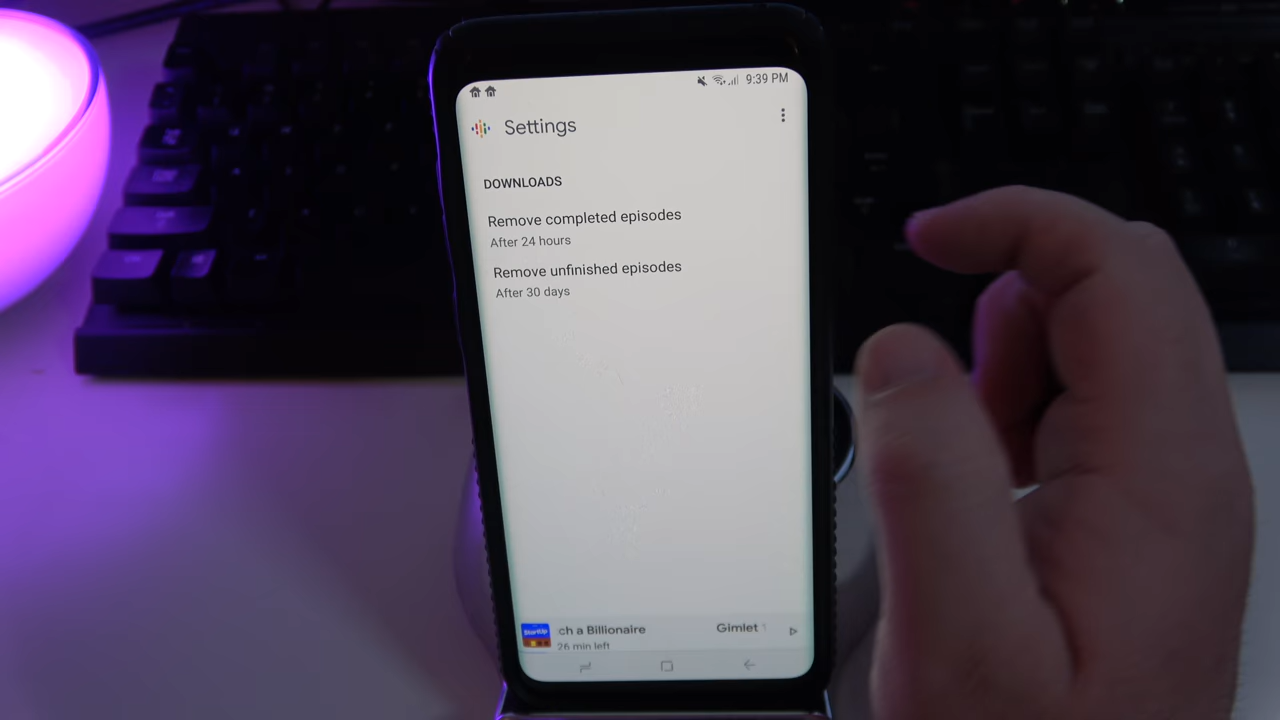 9:39 PM
Settings
DOWNLOADS
Remove completed episodes
After 24 hours
Remove unfinished episodes
After 30 days
StartUp
ch a Billionaire
Gimlet
26 min left